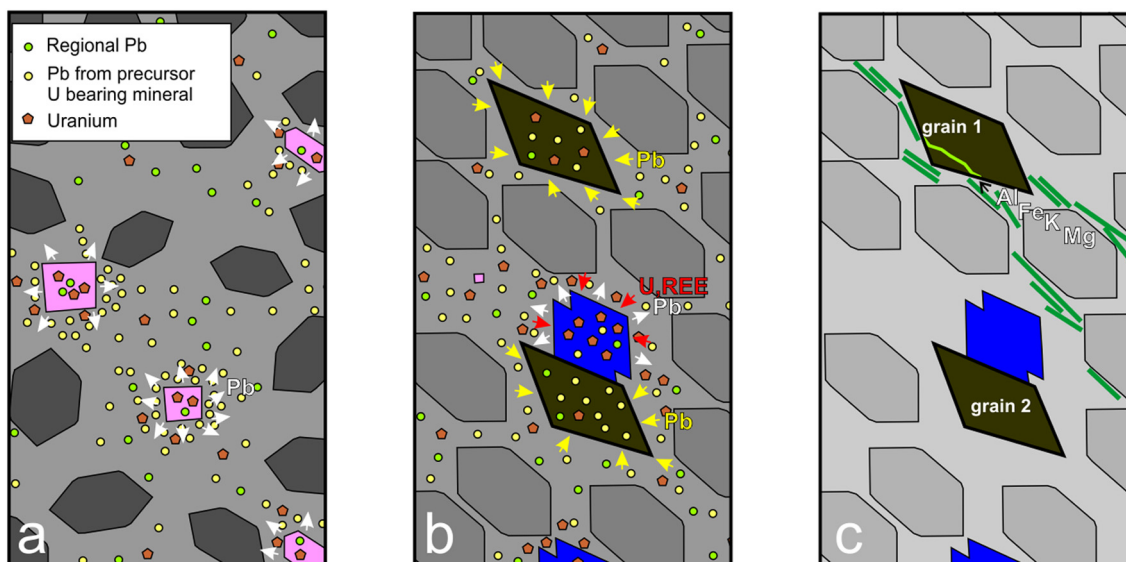 Regional Pb
Pb from precursor
U bearing mineral
Uranium
Pb
a
Pb
U,REE
Pb
Pb
b
grain 1
Al
Fe
K
Mg
grain 2
c